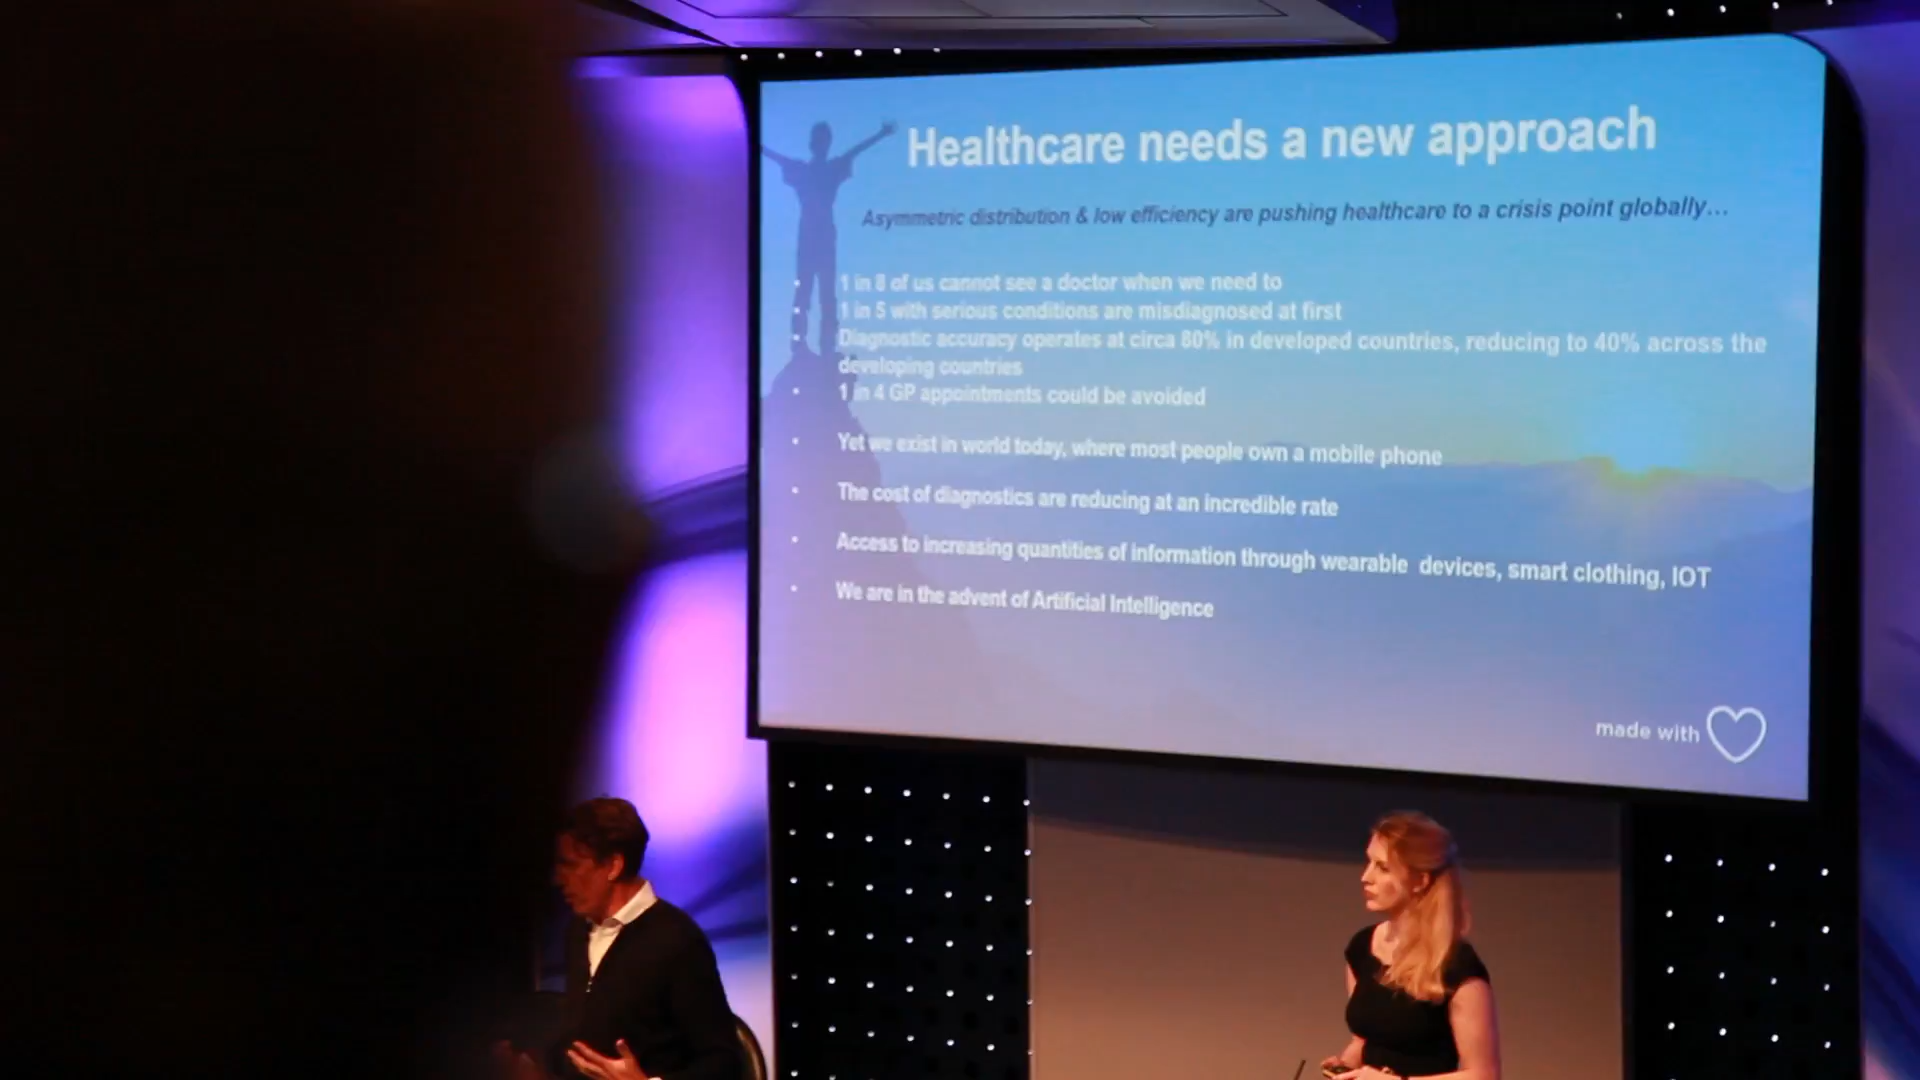 Healthcare needs a new approach
Asymmetric distribution & low efficiency are pushing healthcare to a crisis point globally...
• 1 in 8 of us cannot see a doctor when we need to
• 1 in 5 with serious conditions are misdiagnosed at first
• Diagnostic accuracy operates at circa 80% in developed countries, reducing to 40% across the
developing countries
• 1 in 4 GP appointments could be avoided
• Yet we exist in world today, where most people own a mobile phone
• The cost of diagnostics are reducing at an incredible rate
• Access to increasing quantities of information through wearable devices, smart clothing, IOT
• We are in the advent of Artificial Intelligence
made with